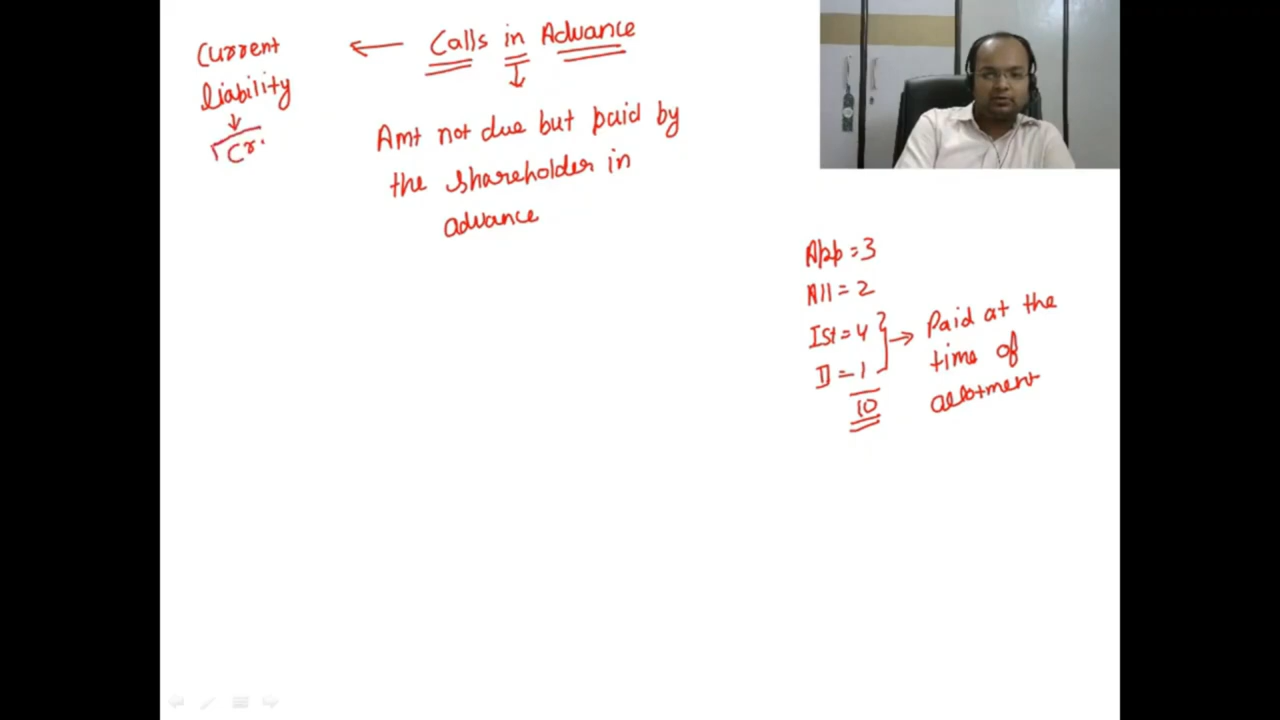 Calls in Advance
Current
liability
Cr.
Amt not due but paid by
the shareholder in
advance
App = 3
All = 2
Ist = 4
II = 1
10
Paid at the
time of
allotment